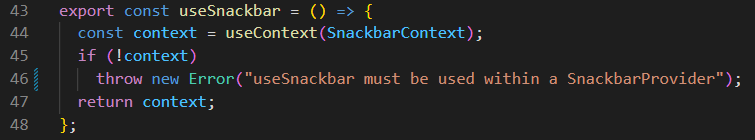 43 export const useSnackbar = () => {
44   const context = useContext(SnackbarContext);
45   if (!context)
46     throw new Error("useSnackbar must be used within a SnackbarProvider");
47   return context;
48 };